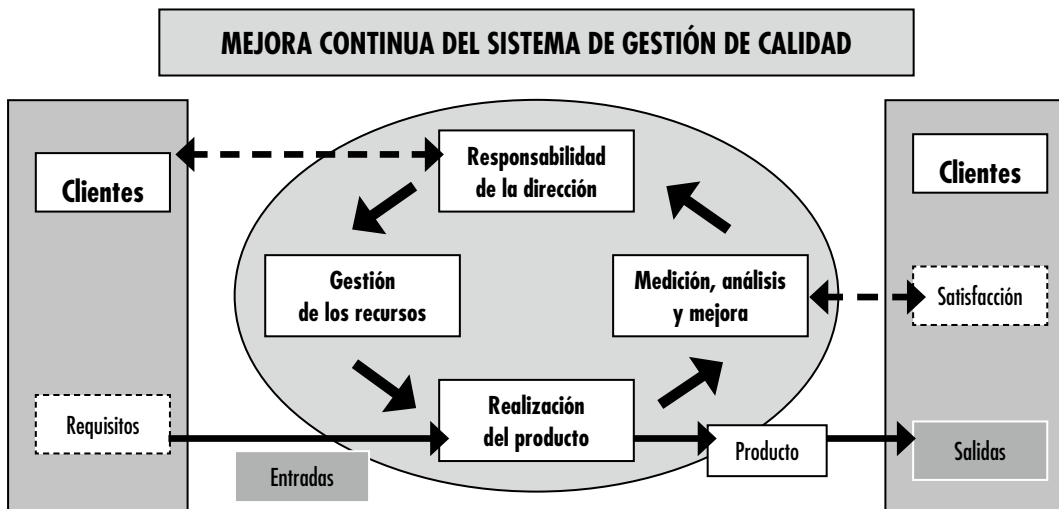 MEJORA CONTINUA DEL SISTEMA DE GESTIÓN DE CALIDAD
Clientes
Responsabilidad
de la dirección
Clientes
Gestión
de los recursos
Medición, análisis
y mejora
Satisfacción
Requisitos
Realización
del producto
Entradas
Producto
Salidas